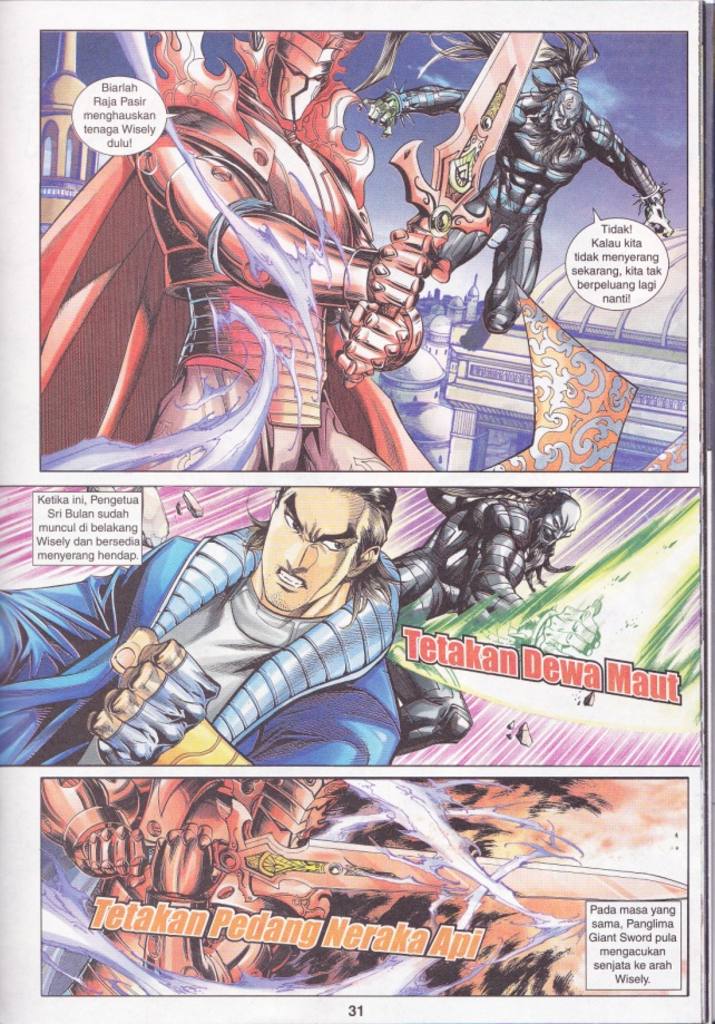 Biarlah
Raja Pasir
menghauskan
tenaga Wisely
dulu!
Tidak!
Kalau kita
tidak menyerang
sekarang, kita tak
berpeluang lagi
nanti!
Ketika ini, Pengetua
Sri Bulan sudah
muncul di belakang
Wisely dan bersedia
menyerang hendap.
Tetakan Dewa Maut
Tetakan Pedang Neraka Api
Pada masa yang
sama, Panglima
Giant Sword pula
mengacukan
senjata ke arah
Wisely.
31